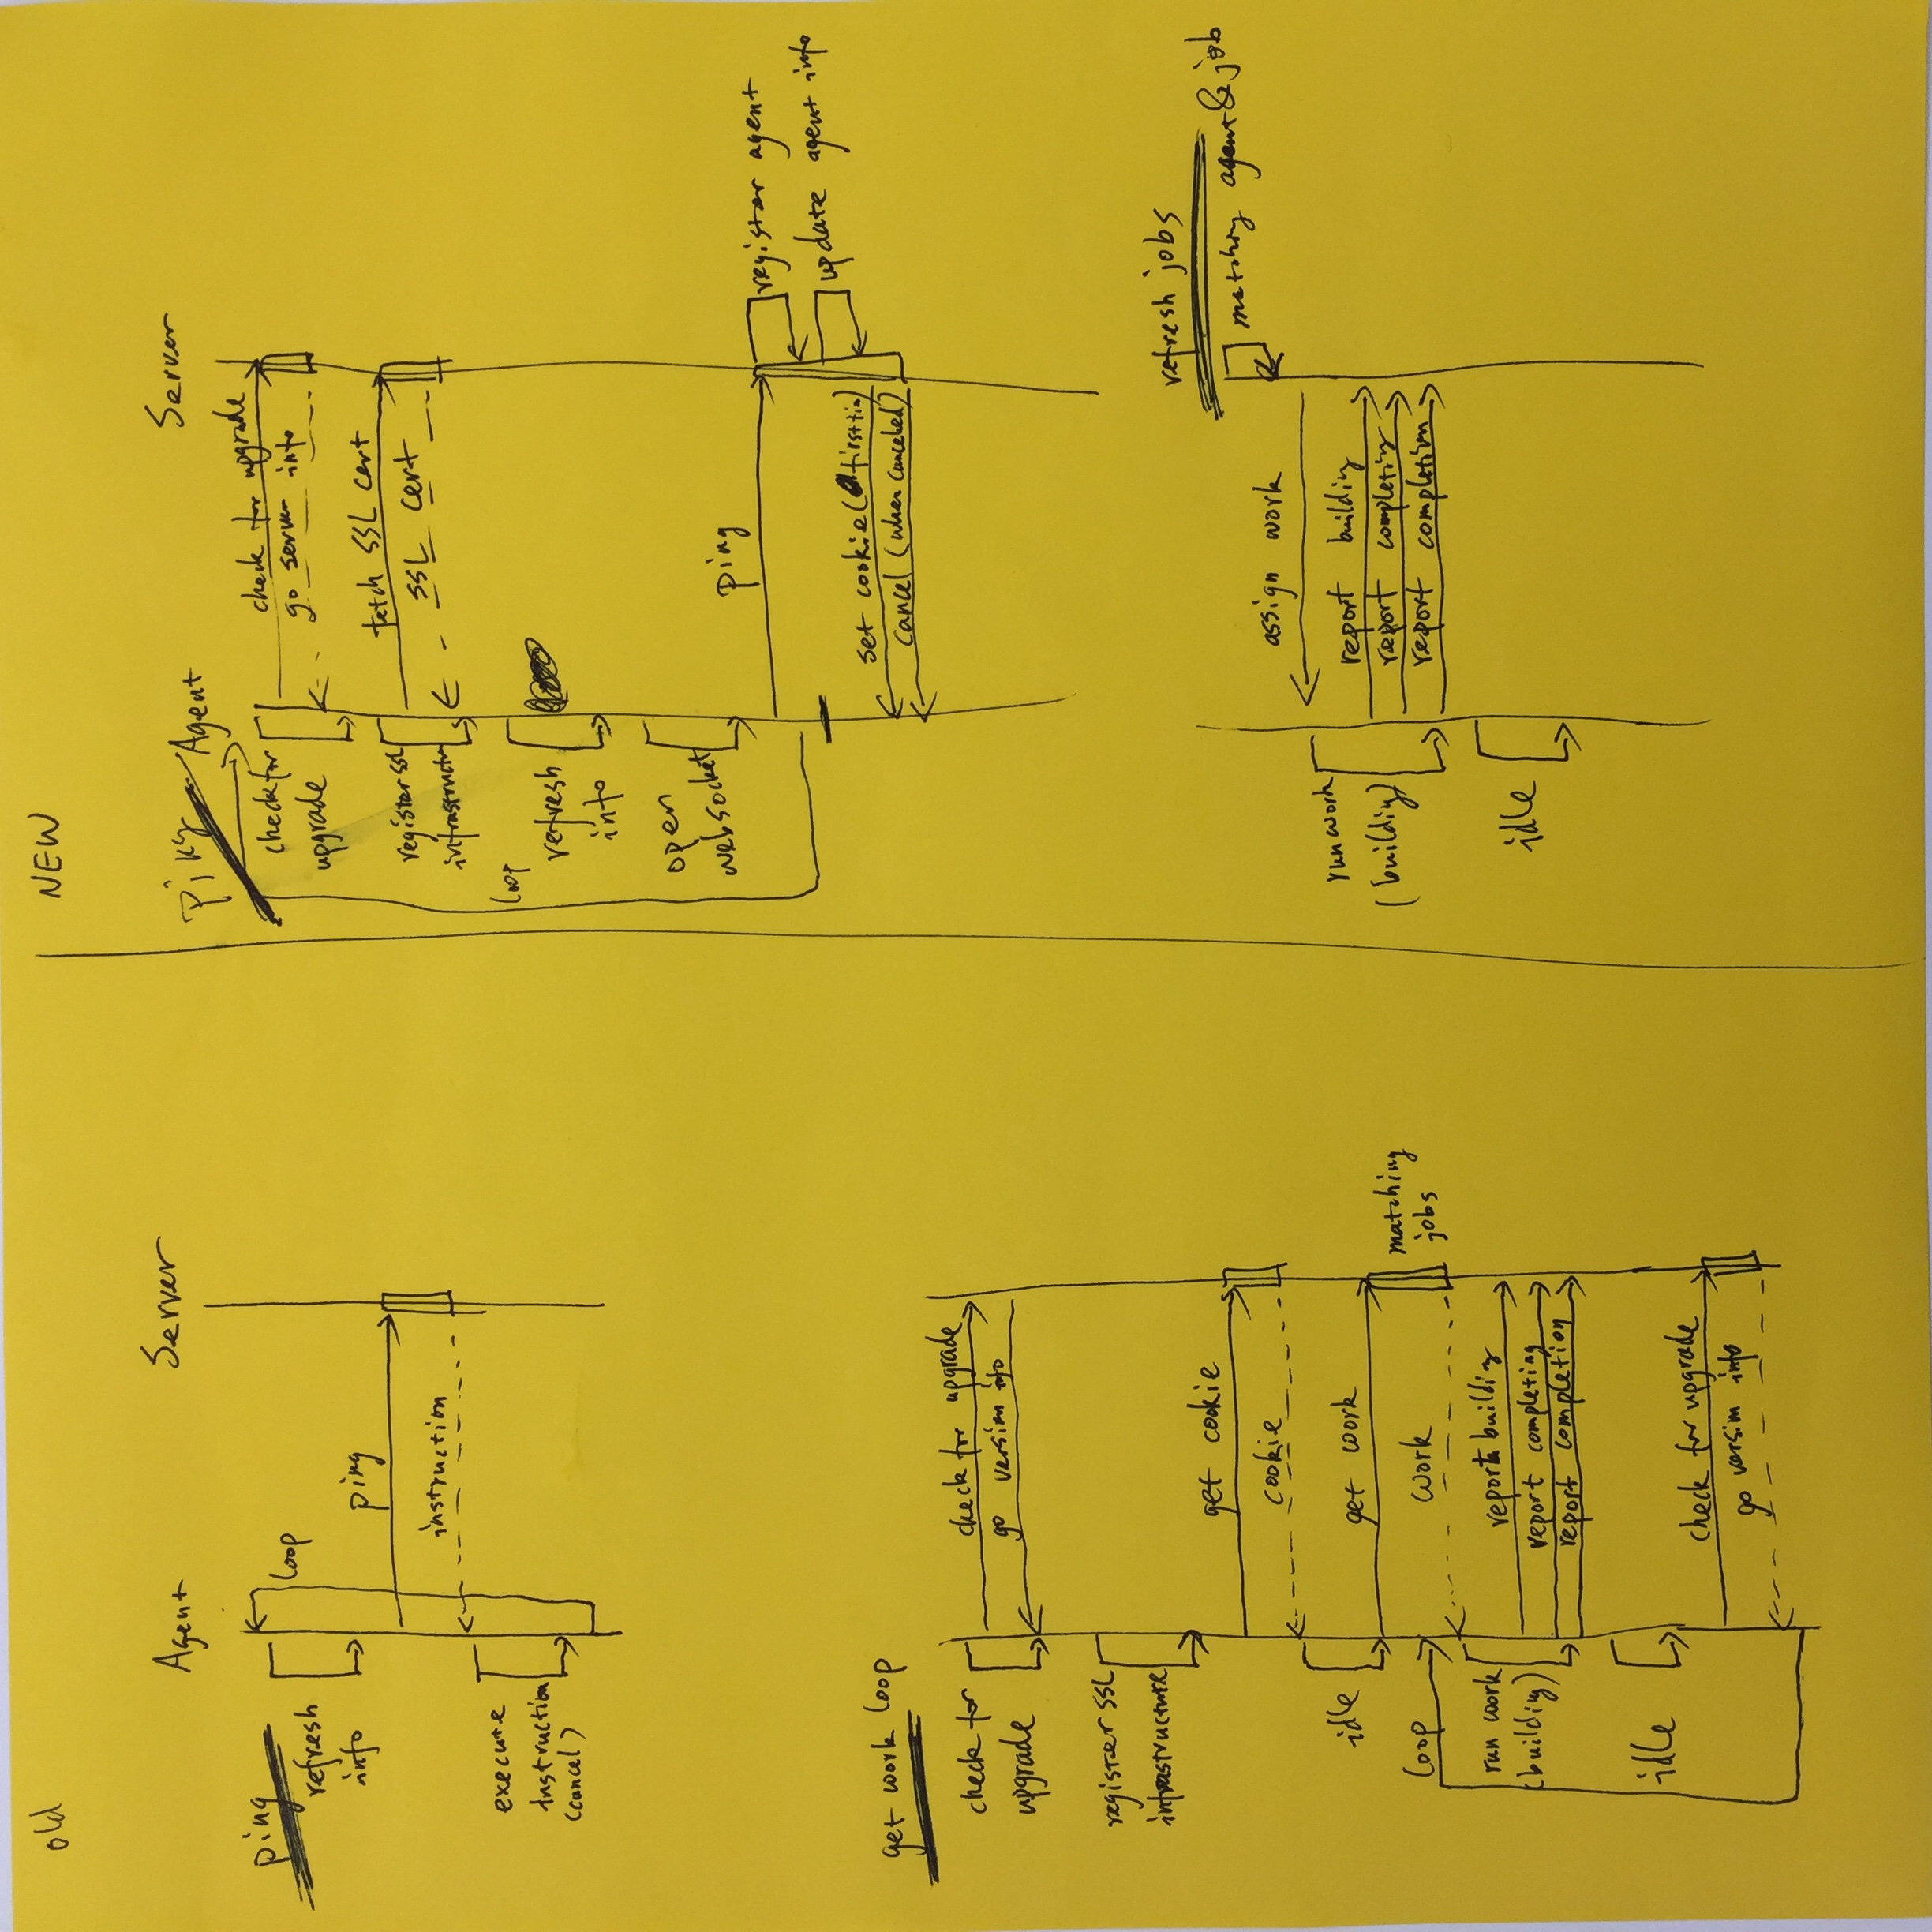 old
Agent
Server
ping
loop
refresh
info
ping
instruction
execute
instruction
(cancel)
get work loop
check for
upgrade
check for upgrade
go version info
register SSL
infrastructure
get cookie
cookie
idle
get work
matching
jobs
loop
work
run work
(building)
report building
report completing
report completion
idle
check for upgrade
go version info
NEW
ping
Agent
Server
check for
upgrade
check for upgrade
go server info
register SSL
infrastructure
fetch SSL cert
SSL cert
loop
refresh
info
open
websocket
ping
register agent
update agent info
set cookie (first tim)
cancel (when canceled)
refresh jobs
matching agent & job
assign work
run work
(building)
report building
report completing
report completion
idle